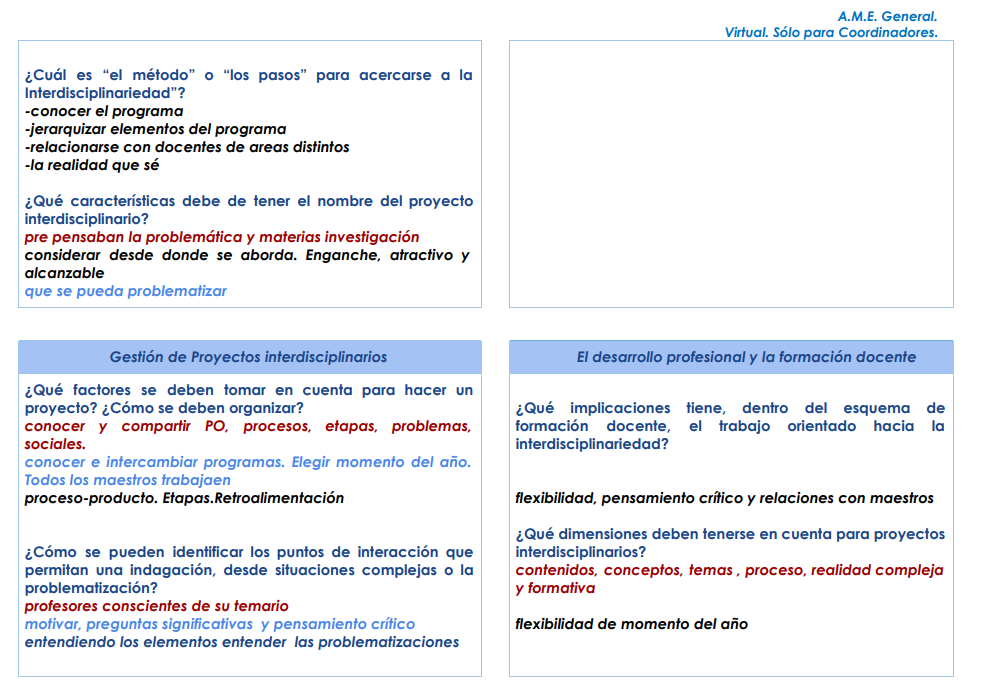 A.M.E. General.
Virtual. Sólo para Coordinadores.
¿Cuál es “el método” o “los pasos” para acercarse a la
Interdisciplinariedad”?
-conocer el programa
-jerarquizar elementos del programa
-relacionarse con docentes de areas distintos
-la realidad que sé
¿Qué características debe de tener el nombre del proyecto
interdisciplinario?
pre pensaban la problemática y materias investigación
considerar desde donde se aborda. Enganche, atractivo y
alcanzable
que se pueda problematizar
Gestión de Proyectos interdisciplinarios
¿Qué factores se deben tomar en cuenta para hacer un
proyecto? ¿Cómo se deben organizar?
conocer y compartir PO, procesos, etapas, problemas,
sociales.
conocer e intercambiar programas. Elegir momento del año.
Todos los maestros trabajaen
proceso-producto. Etapas.Retroalimentación
¿Cómo se pueden identificar los puntos de interacción que
permitan una indagación, desde situaciones complejas o la
problematización?
profesores conscientes de su temario
motivar, preguntas significativas y pensamiento crítico
entendiendo los elementos entender las problematizaciones
El desarrollo profesional y la formación docente
¿Qué implicaciones tiene, dentro del esquema de
formación docente, el trabajo orientado hacia la
interdisciplinariedad?
flexibilidad, pensamiento crítico y relaciones con maestros
¿Qué dimensiones deben tenerse en cuenta para proyectos
interdisciplinarios?
contenidos, conceptos, temas , proceso, realidad compleja
y formativa
flexibilidad de momento del año